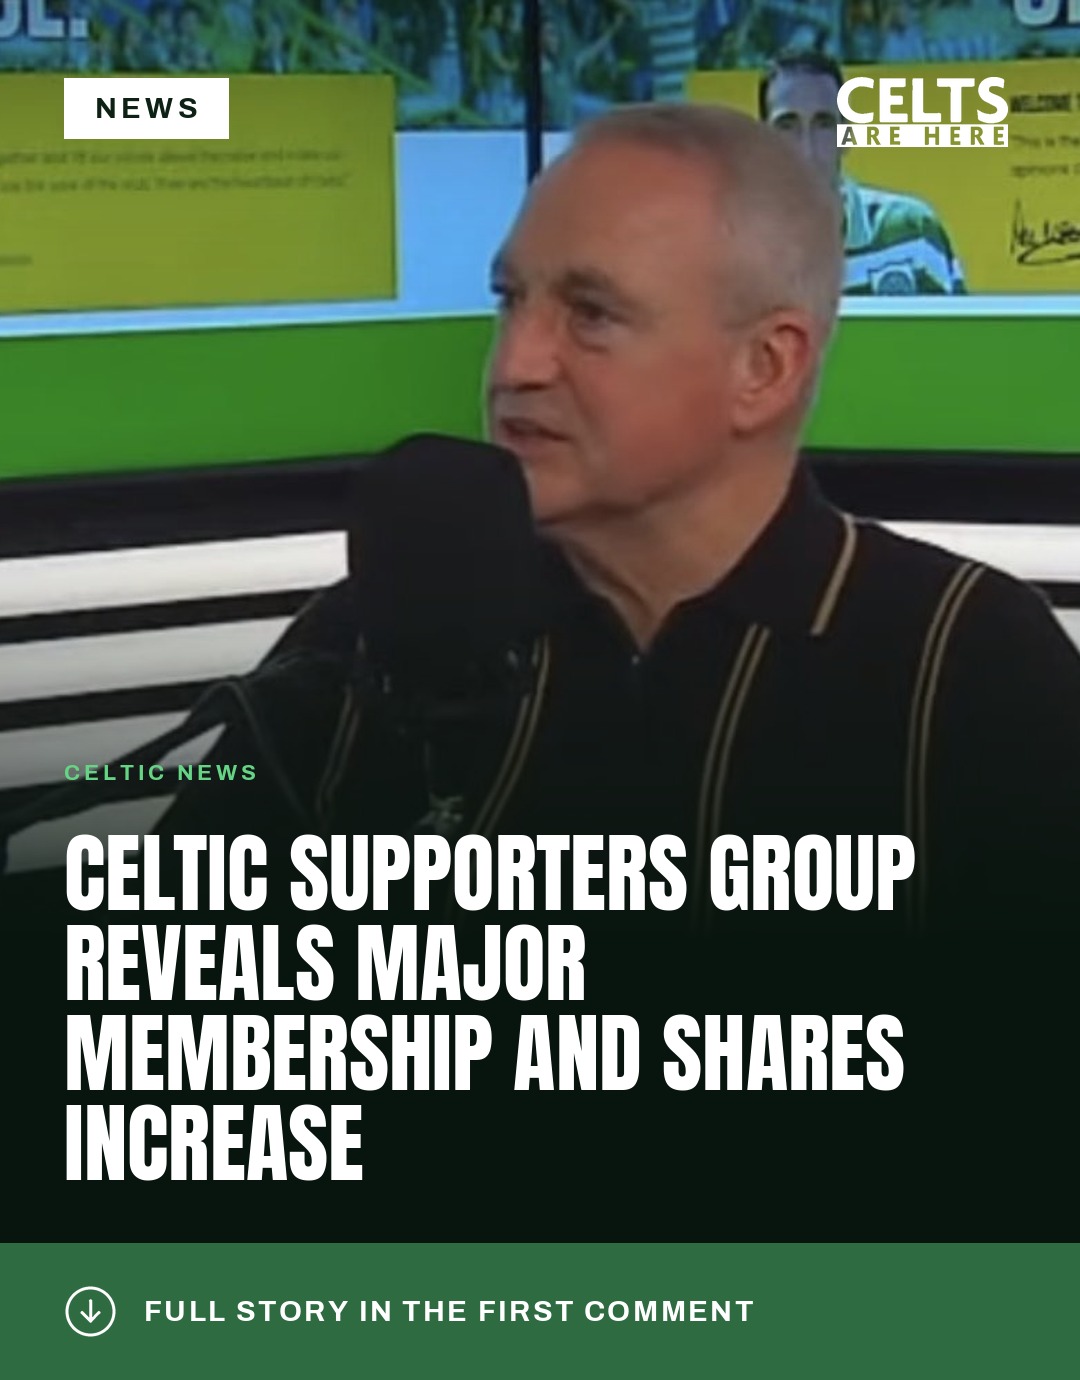 NEWS
CELTS
ARE HERE
WELCOME
CELTIC NEWS
CELTIC SUPPORTERS GROUP
REVEALS MAJOR
MEMBERSHIP AND SHARES
INCREASE
FULL STORY IN THE FIRST COMMENT